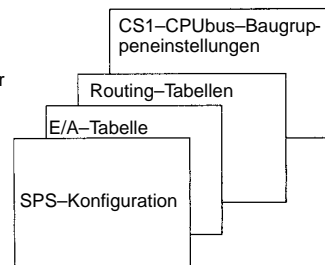 CS1–CPUbus–Baugrup-
peneinstellungen
r
Routing–Tabellen
E/A–Tabelle
SPS–Konfiguration